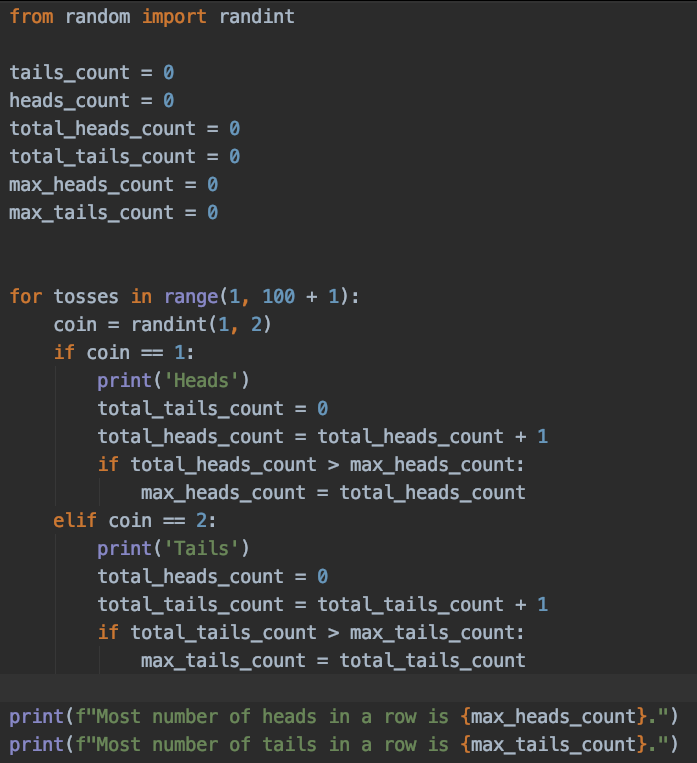 from random import randint
tails_count = 0
heads_count = 0
total_heads_count = 0
total_tails_count = 0
max_heads_count = 0
max_tails_count = 0
for tosses in range(1, 100 + 1):
    coin = randint(1, 2)
    if coin == 1:
        print('Heads')
        total_tails_count = 0
        total_heads_count = total_heads_count + 1
        if total_heads_count > max_heads_count:
            max_heads_count = total_heads_count
    elif coin == 2:
        print('Tails')
        total_heads_count = 0
        total_tails_count = total_tails_count + 1
        if total_tails_count > max_tails_count:
            max_tails_count = total_tails_count
print(f"Most number of heads in a row is {max_heads_count}.")
print(f"Most number of tails in a row is {max_tails_count}.")